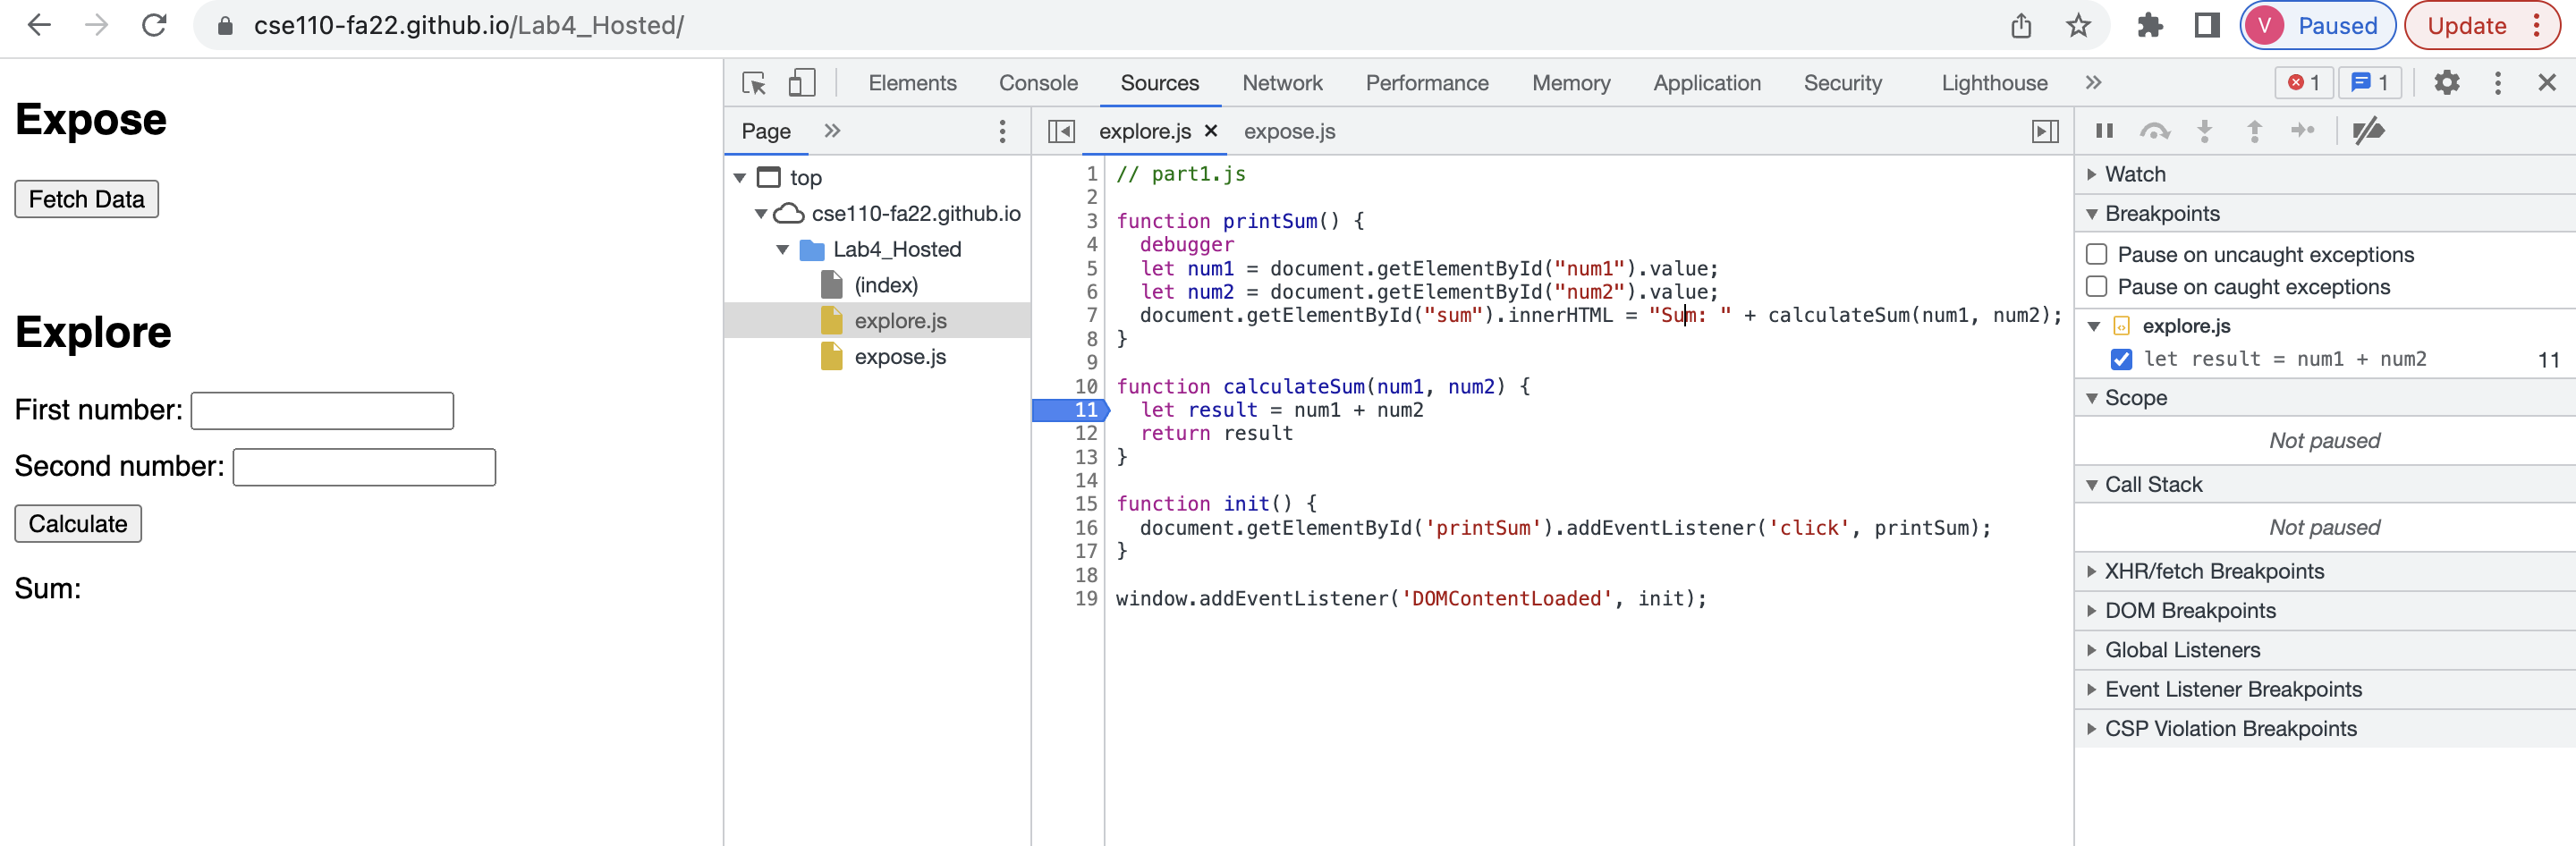 cse110-fa22.github.io/Lab4_Hosted/
V Paused
Update
Expose
Fetch Data
Explore
First number:
Second number:
Calculate
Sum:
Elements Console Sources Network Performance Memory Application Security Lighthouse » 1 1
Page »
top
cse110-fa22.github.io
Lab4_Hosted
(index)
explore.js
expose.js
explore.js × expose.js
1 // part1.js
2
3 function printSum() {
4 debugger
5 let num1 = document.getElementById("num1").value;
6 let num2 = document.getElementById("num2").value;
7 document.getElementById("sum").innerHTML = "Sum: " + calculateSum(num1, num2);
8 }
9
10 function calculateSum(num1, num2) {
11 let result = num1 + num2
12 return result
13 }
14
15 function init() {
16 document.getElementById('printSum').addEventListener('click', printSum);
17 }
18
19 window.addEventListener('DOMContentLoaded', init);
Watch
Breakpoints
Pause on uncaught exceptions
Pause on caught exceptions
explore.js
let result = num1 + num2 11
Scope
Not paused
Call Stack
Not paused
XHR/fetch Breakpoints
DOM Breakpoints
Global Listeners
Event Listener Breakpoints
CSP Violation Breakpoints